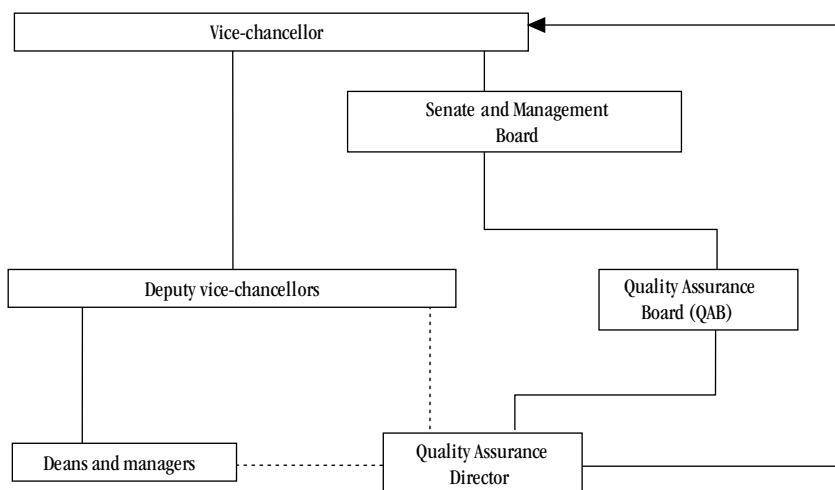 Vice-chancellor
Senate and Management
Board
Deputy vice-chancellors
Quality Assurance
Board (QAB)
Deans and managers
Quality Assurance
Director